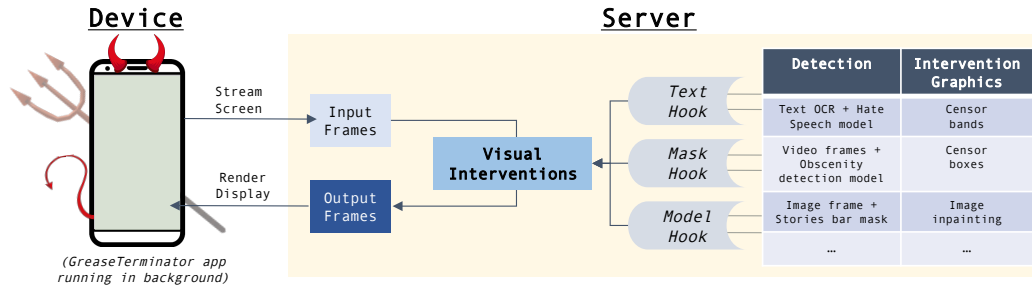 Device
Server
Stream
Screen
Render
Display
(GreaseTerminator app
running in background)
Input
Frames
Output
Frames
Visual
Interventions
Text
Hook
Mask
Hook
Model
Hook
Detection
Intervention
Graphics
Text OCR + Hate
Speech model
Censor
bands
Video frames +
Obscenity
detection model
Censor
boxes
Image frame +
Stories bar mask
Image
inpainting
…
…